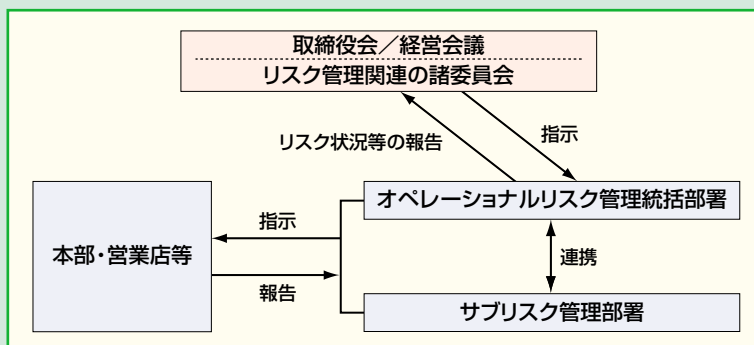 取締役会／経営会議
リスク管理関連の諸委員会
リスク状況等の報告
指示
オペレーショナルリスク管理統括部署
指示
本部・営業店等
連携
報告
サブリスク管理部署